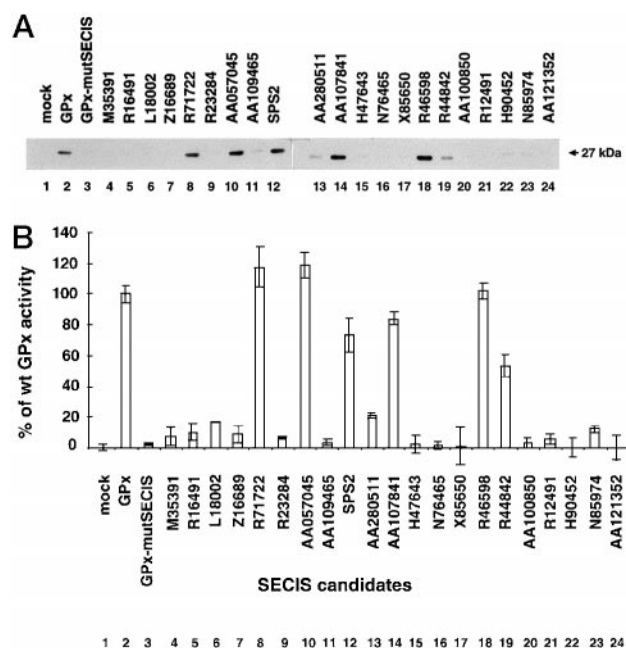 A
mock
GPx
GPx-mutSECIS
M35391
R16491
L18002
Z16689
R71722
R23284
AA057045
AA109465
SPS2
AA280511
AA107841
H47643
N76465
X85650
R46598
R44842
AA100850
R12491
H90452
N85974
AA121352
27 kDa
1 2 3 4 5 6 7 8 9 10 11 12 13 14 15 16 17 18 19 20 21 22 23 24
B
% of wt GPx activity
140
120
100
80
60
40
20
0
mock
GPx
GPx-mutSECIS
M35391
R16491
L18002
Z16689
R71722
R23284
AA057045
AA109465
SPS2
AA280511
AA107841
H47643
N76465
X85650
R46598
R44842
AA100850
R12491
H90452
N85974
AA121352
SECIS candidates
1 2 3 4 5 6 7 8 9 10 11 12 13 14 15 16 17 18 19 20 21 22 23 24